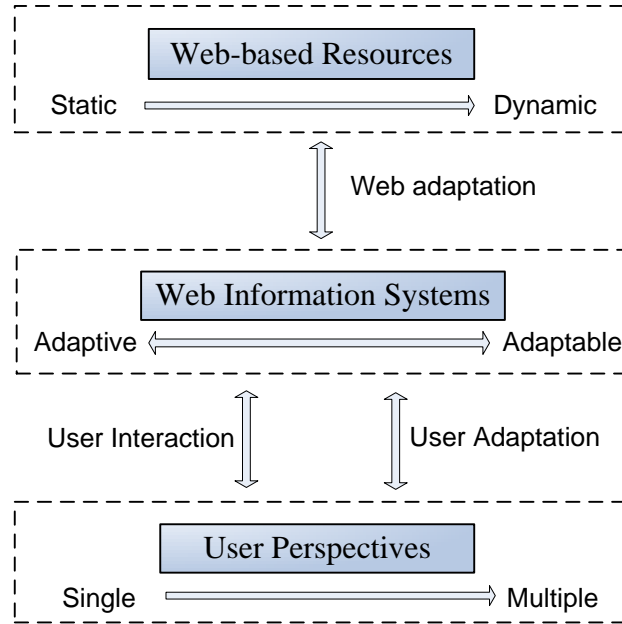 Web-based Resources
Static Dynamic
Web adaptation
Web Information Systems
Adaptive Adaptable
User Interaction User Adaptation
User Perspectives
Single Multiple